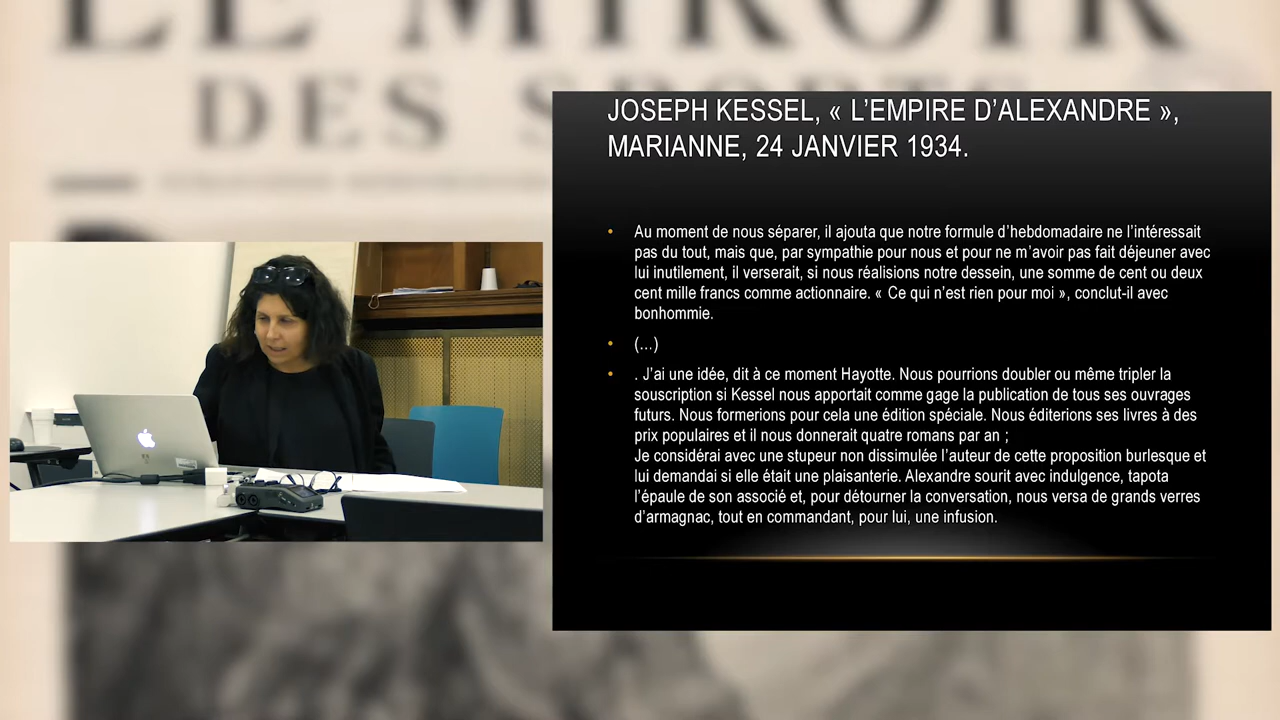 LE MIROIR
DES SPORTS
JOSEPH KESSEL, « L’EMPIRE D’ALEXANDRE »,
MARIANNE, 24 JANVIER 1934.
• Au moment de nous séparer, il ajouta que notre formule d’hebdomadaire ne l’intéressait
pas du tout, mais que, par sympathie pour nous et pour ne m’avoir pas fait déjeuner avec
lui inutilement, il verserait, si nous réalisions notre dessein, une somme de cent ou deux
cent mille francs comme actionnaire. « Ce qui n’est rien pour moi », conclut-il avec
bonhommie.
• (…)
• . J’ai une idée, dit à ce moment Hayotte. Nous pourrions doubler ou même tripler la
souscription si Kessel nous apportait comme gage la publication de tous ses ouvrages
futurs. Nous formerions pour cela une édition spéciale. Nous éditerions ses livres à des
prix populaires et il nous donnerait quatre romans par an ;
Je considérai avec une stupeur non dissimulée l’auteur de cette proposition burlesque et
lui demandai si elle était une plaisanterie. Alexandre sourit avec indulgence, tapota
l’épaule de son associé et, pour détourner la conversation, nous versa de grands verres
d’armagnac, tout en commandant, pour lui, une infusion.